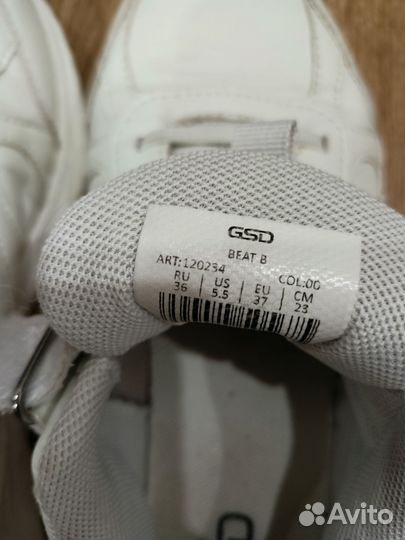 GSD
BEAT B
ART:120234 COL:00
RU | US | EU | CM
36 | 5.5 | 37 | 23
Avito